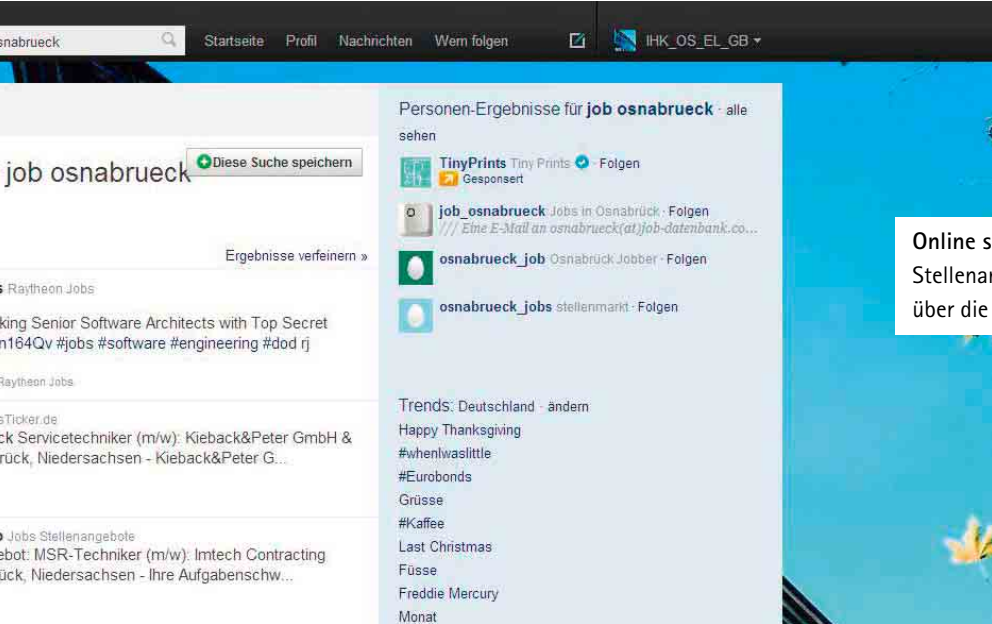 snabrueck
Startseite Profil Nachrichten Wem folgen
IHK_OS_EL_GB
job osnabrueck
Diese Suche speichern
Ergebnisse verfeinern »
s Raytheon Jobs
king Senior Software Architects with Top Secret
n164Qv #jobs #software #engineering #dod rj
Raytheon Jobs
sTicker.de
ck Servicetechniker (m/w): Kieback&Peter GmbH &
rück, Niedersachsen - Kieback&Peter G...
Jobs Stellenangebote
ebot: MSR-Techniker (m/w): Imtech Contracting
ück, Niedersachsen - Ihre Aufgabenschw...
Personen-Ergebnisse für job osnabrueck · alle
sehen
TinyPrints Tiny Prints · Folgen
Gesponsert
job_osnabrueck Jobs in Osnabrück · Folgen
/// Eine E-Mail an osnabrueck(at)job-datenbank.co...
osnabrueck_job Osnabrück Jobber · Folgen
osnabrueck_jobs stellenmarkt · Folgen
Trends: Deutschland · ändern
Happy Thanksgiving
#whenIwaslittle
#Eurobonds
Grüsse
#Kaffee
Last Christmas
Füsse
Freddie Mercury
Monat
Online s
Stellenan
über die